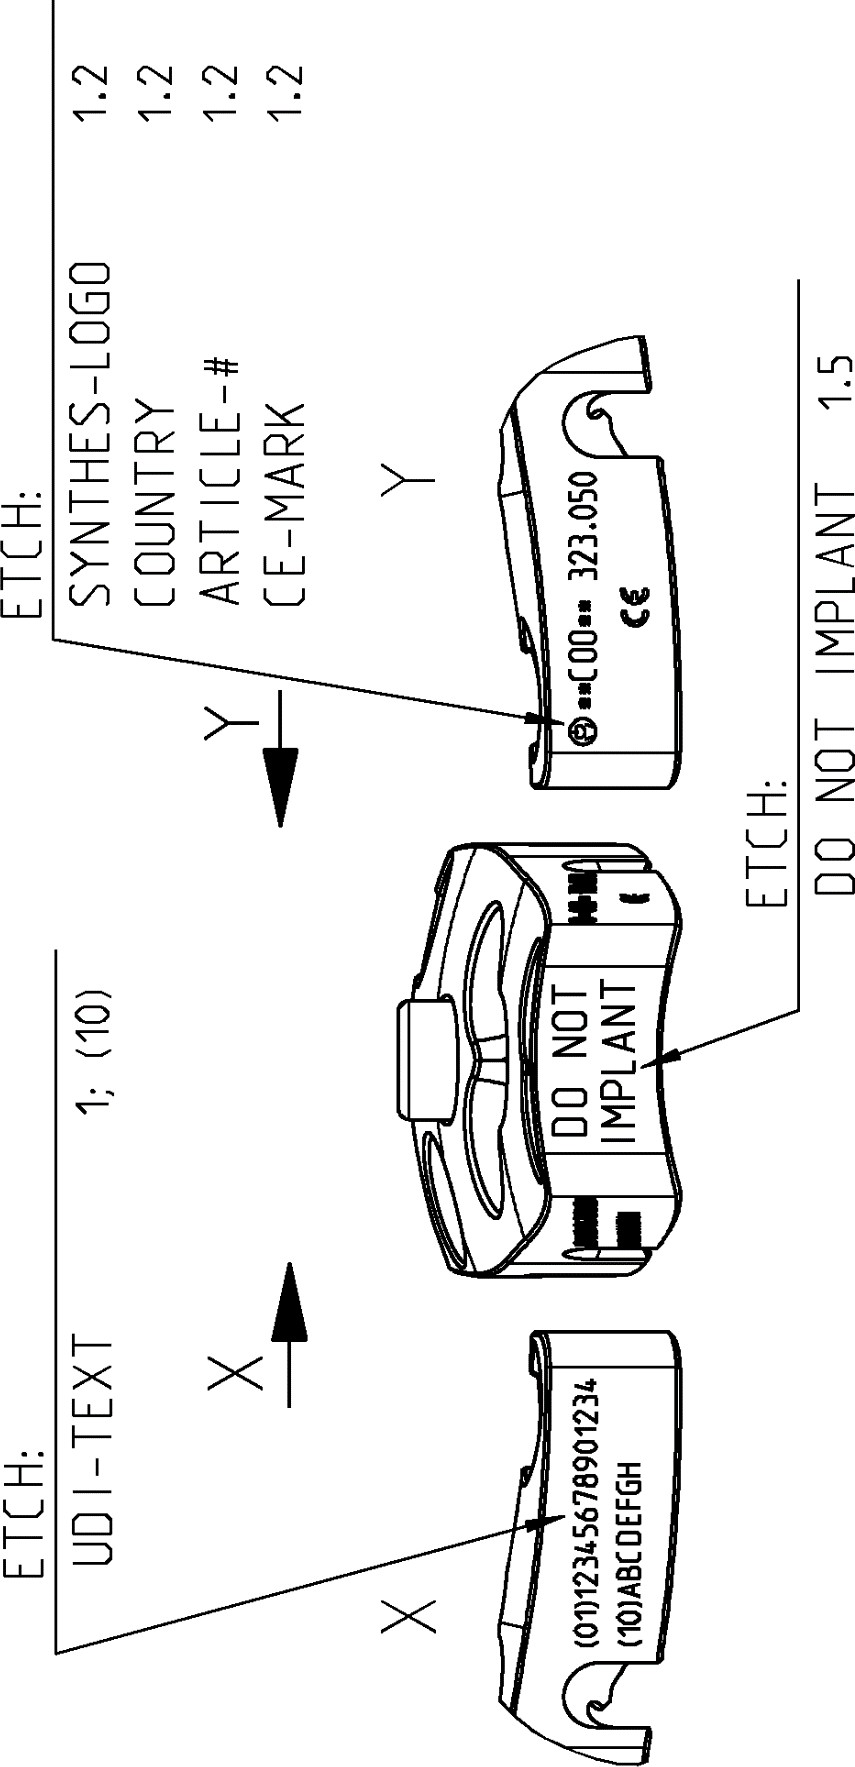 ETCH:
UDI-TEXT 1; (10)
ETCH:
SYNTHES-LOGO 1.2
COUNTRY 1.2
ARTICLE-# 1.2
CE-MARK 1.2
X
Y
X
Y
(01)12345678901234
(10)ABCDEFGH
DO NOT
IMPLANT
**COO** 323.050
CE
ETCH:
DO NOT IMPLANT 1.5